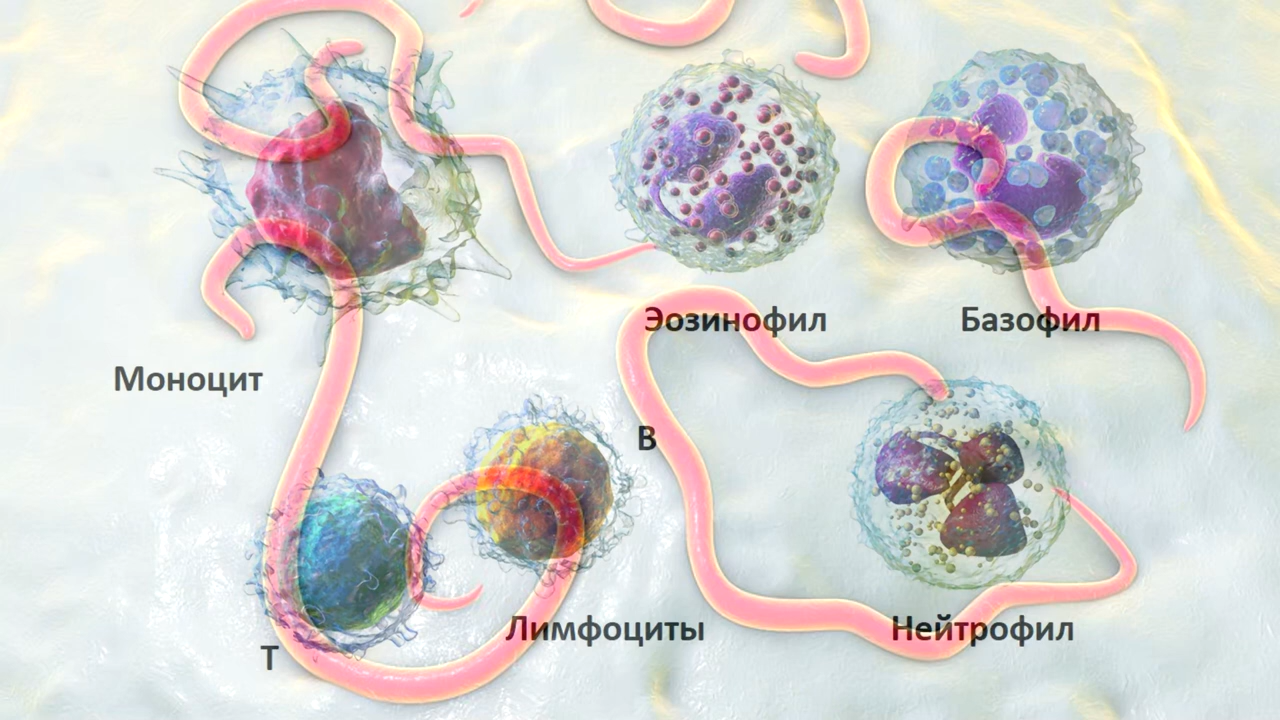 Эозинофил
Базофил
Моноцит
В
Лимфоциты
Нейтрофил
Т